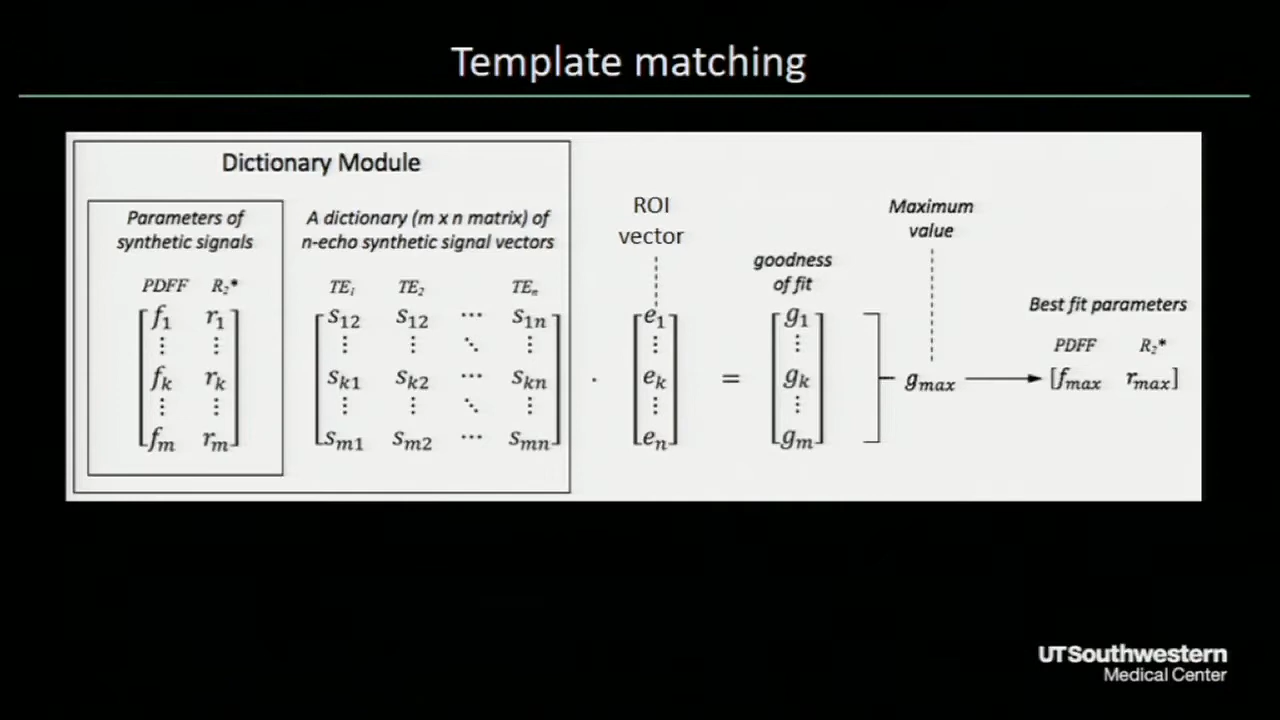 Template matching
Dictionary Module
Parameters of
synthetic signals
A dictionary (m x n matrix) of
n-echo synthetic signal vectors
ROI
vector
goodness
of fit
Maximum
value
Best fit parameters
PDFF R₂*
TE₁ TE₂ TEₙ
PDFF R₂*
f₁ r₁
⋮ ⋮
fₖ rₖ
⋮ ⋮
fₘ rₘ
s₁₂ s₁₂ ⋯ s₁ₙ
⋮ ⋮ ⋱ ⋮
sₖ₁ sₖ₂ ⋯ sₖₙ
⋮ ⋮ ⋱ ⋮
sₘ₁ sₘ₂ ⋯ sₘₙ
·
e₁
⋮
eₖ
⋮
eₙ
=
g₁
⋮
gₖ
⋮
gₘ
gₘₐₓ
[fₘₐₓ rₘₐₓ]
UTSouthwestern
Medical Center